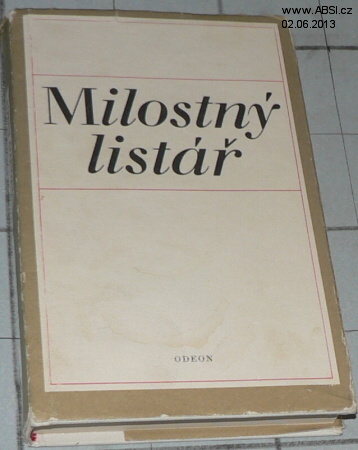 www.ABSI.cz
02.06.2013
Milostný
listář
ODEON